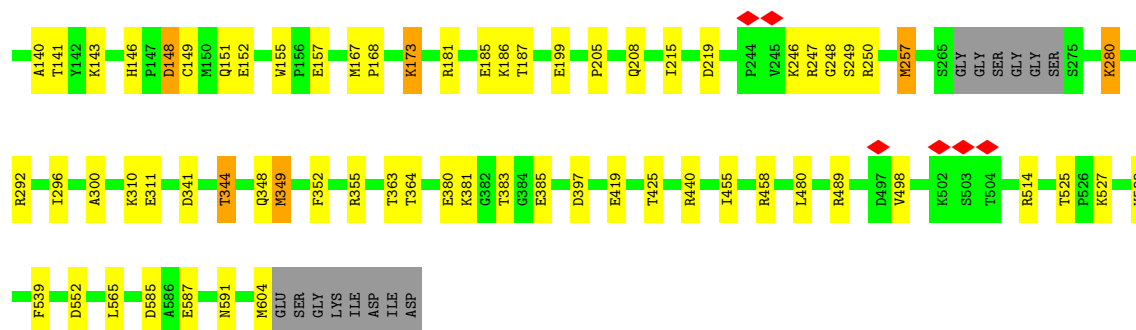 A140 T141 Y142 K143 H146 P147 D148 C149 M150 Q151 E152 W155 P156 E157 M167 P168 K173 R181 E185 K186 T187 E199 P205 Q208 I215 D219 P244 V245 K246 R247 G248 S249 R250 M257 S265 GLY GLY SER GLY GLY SER S275 K280
R292 I296 A300 K310 E311 D341 T344 Q348 M349 F352 R355 T363 T364 E380 K381 G382 T383 G384 E385 D397 E419 T425 R440 I455 R458 L480 R489 D497 V498 K502 S503 T504 R514 T525 P526 K527
F539 D552 L565 D585 A586 E587 N591 M604 GLU SER GLY LYS ILE ASP ILE ASP